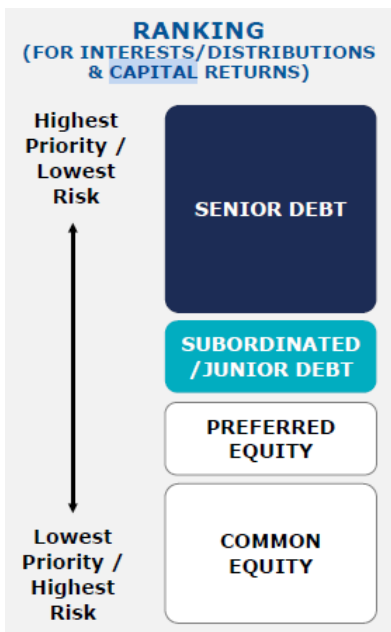 RANKING
(FOR INTERESTS/DISTRIBUTIONS
& CAPITAL RETURNS)
Highest
Priority /
Lowest
Risk
SENIOR DEBT
SUBORDINATED
/JUNIOR DEBT
PREFERRED
EQUITY
COMMON
EQUITY
Lowest
Priority /
Highest
Risk